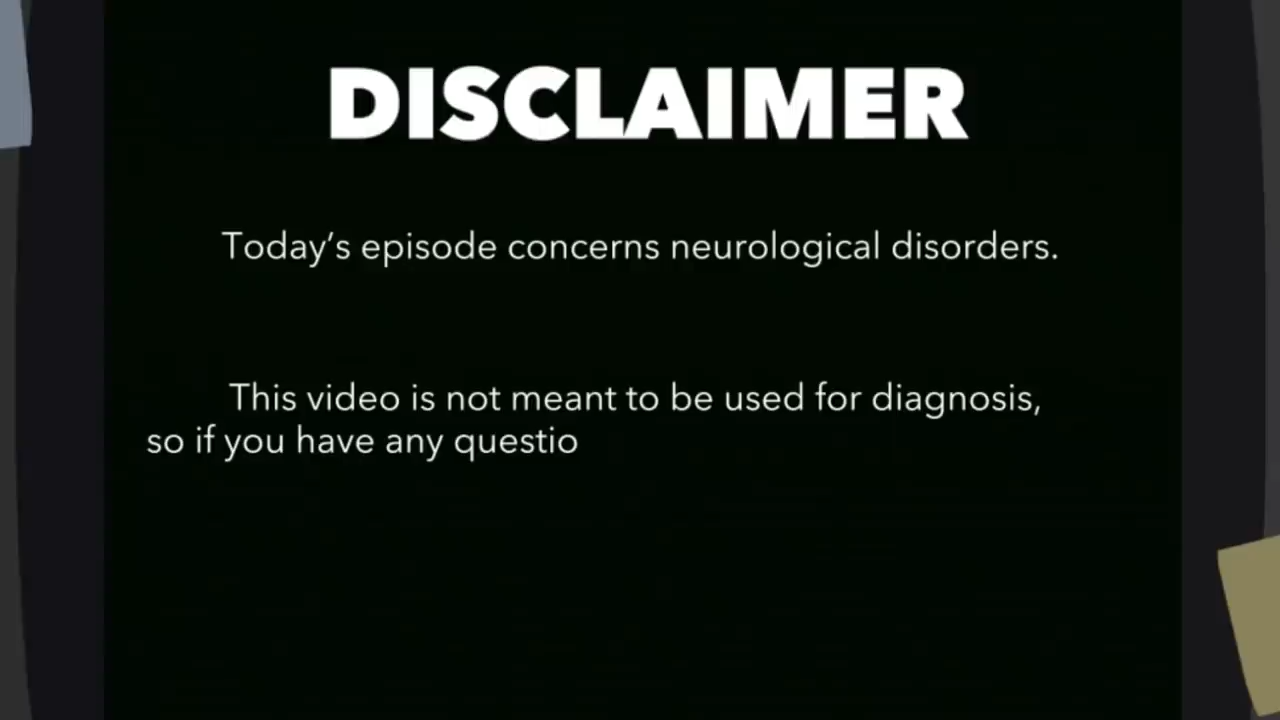 DISCLAIMER
Today’s episode concerns neurological disorders.
This video is not meant to be used for diagnosis,
so if you have any questio